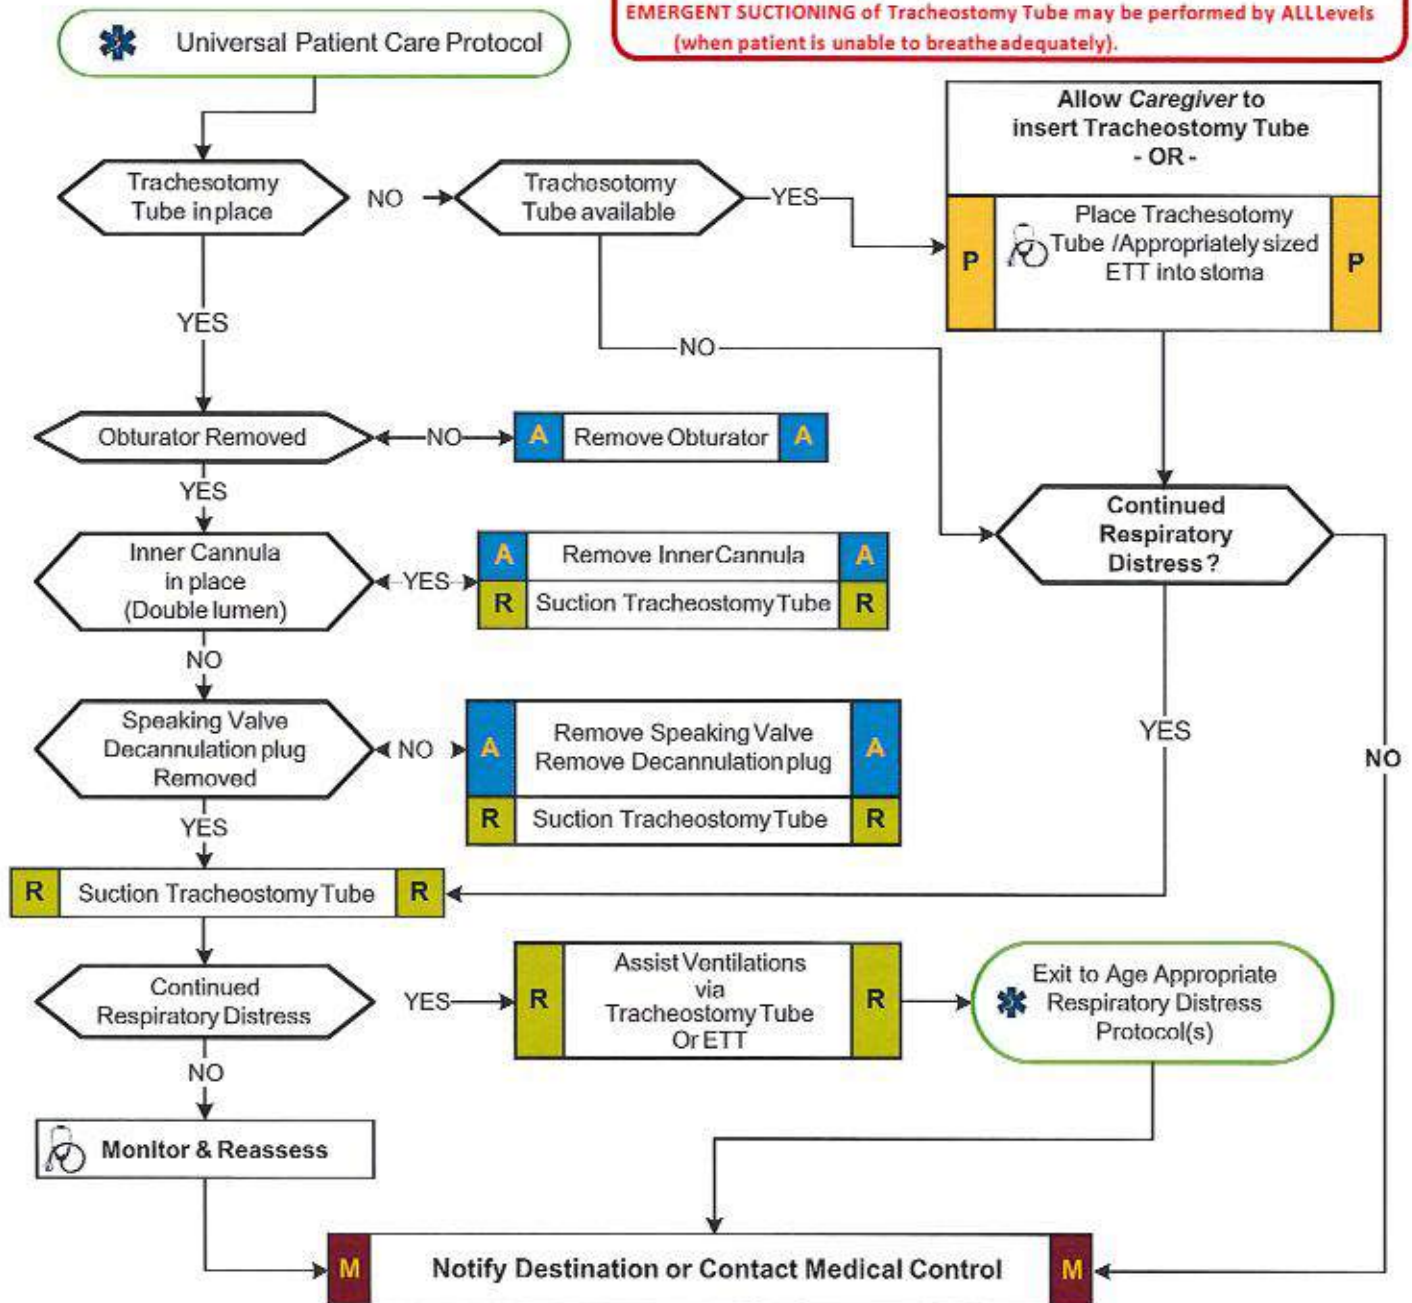 EMERGENT SUCTIONING of Tracheostomy Tube may be performed by ALL Levels
(when patient is unable to breathe adequately).
Universal Patient Care Protocol
Allow Caregiver to
insert Tracheostomy Tube
- OR -
Trachesotomy
Tube in place
NO
Trachosotomy
Tube available
YES
P
Place Trachesotomy
Tube /Appropriately sized
ETT into stoma
P
YES
NO
Obturator Removed
NO
A
Remove Obturator
A
YES
Continued
Respiratory
Distress?
Inner Cannula
in place
(Double lumen)
YES
A
Remove Inner Cannula
A
R
Suction Tracheostomy Tube
R
NO
Speaking Valve
Decannulation plug
Removed
NO
A
Remove Speaking Valve
Remove Decannulation plug
A
R
Suction Tracheostomy Tube
R
YES
NO
YES
R
Suction Tracheostomy Tube
R
Continued
Respiratory Distress
YES
R
Assist Ventilations
via
Tracheostomy Tube
Or ETT
R
Exit to Age Appropriate
Respiratory Distress
Protocol(s)
NO
Monitor & Reassess
M
Notify Destination or Contact Medical Control
M